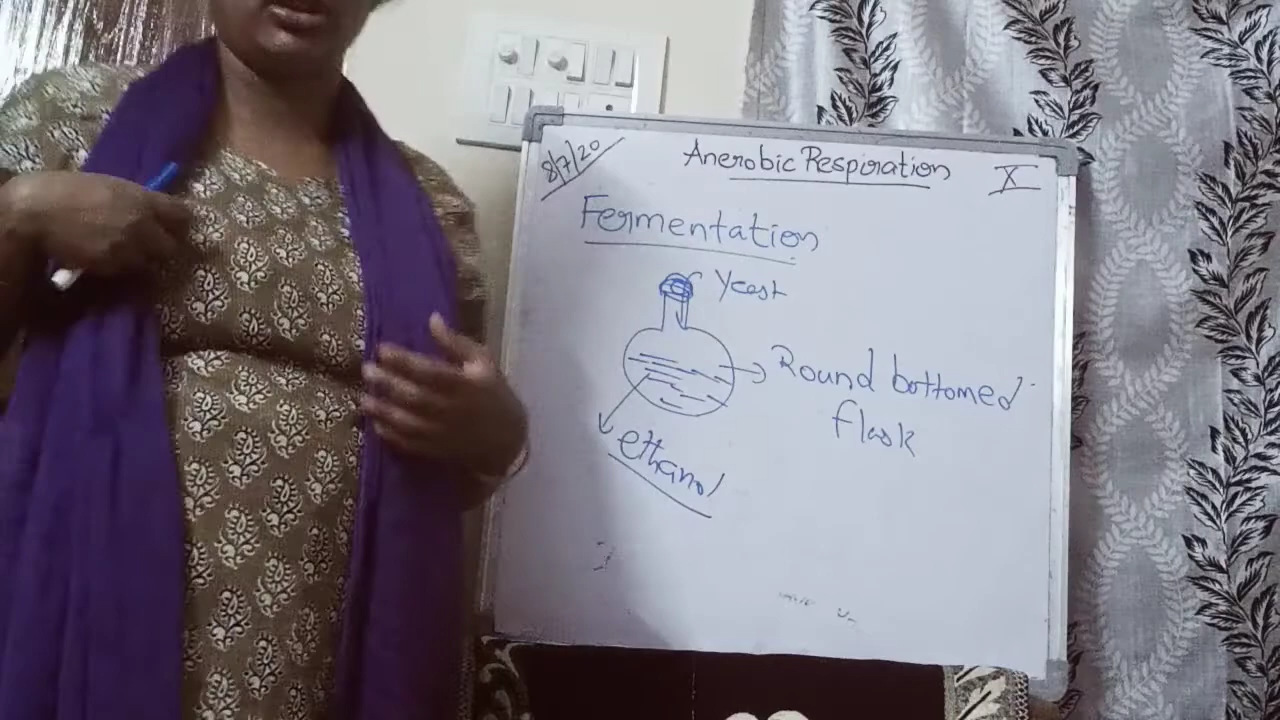 8/7/20
Anerobic Respiration
X
Fermentation
Yeast
Round bottomed
flask
ethanol